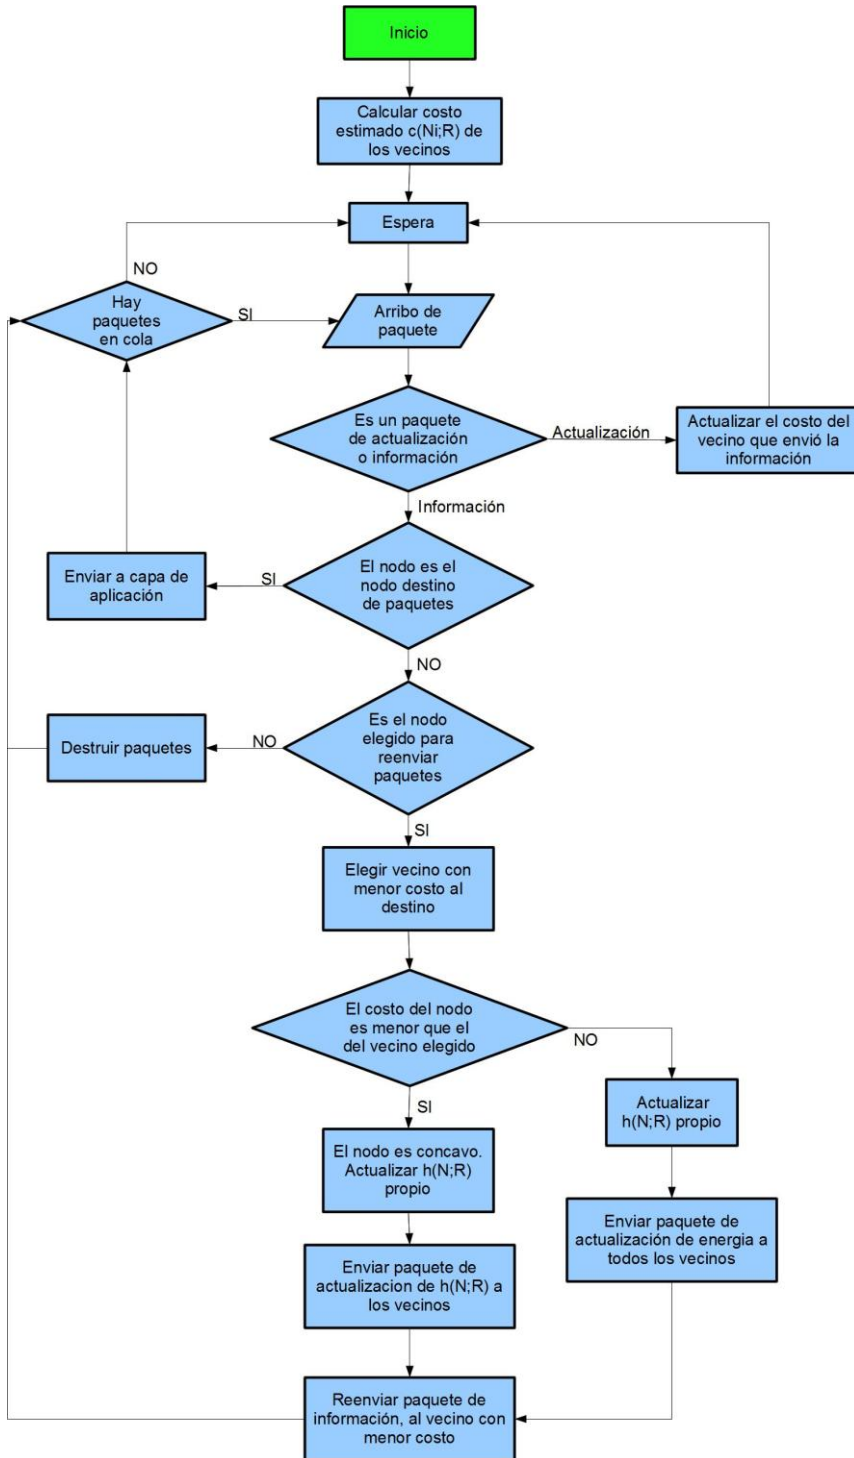 Inicio
Calcular costo
estimado c(Ni;R) de
los vecinos
Espera
NO
Hay
paquetes
en cola
SI
Arribo de
paquete
Es un paquete
de actualización
o información
Actualización
Actualizar el costo del
vecino que envió la
información
Información
Enviar a capa de
aplicación
SI
El nodo es el
nodo destino
de paquetes
NO
Destruir paquetes
NO
Es el nodo
elegido para
reenviar
paquetes
SI
Elegir vecino con
menor costo al
destino
El costo del nodo
es menor que el
del vecino elegido
NO
SI
Actualizar
h(N;R) propio
El nodo es concavo.
Actualizar h(N;R)
propio
Enviar paquete de
actualización de energia a
todos los vecinos
Enviar paquete de
actualizacion de h(N;R) a
los vecinos
Reenviar paquete de
información, al vecino con
menor costo